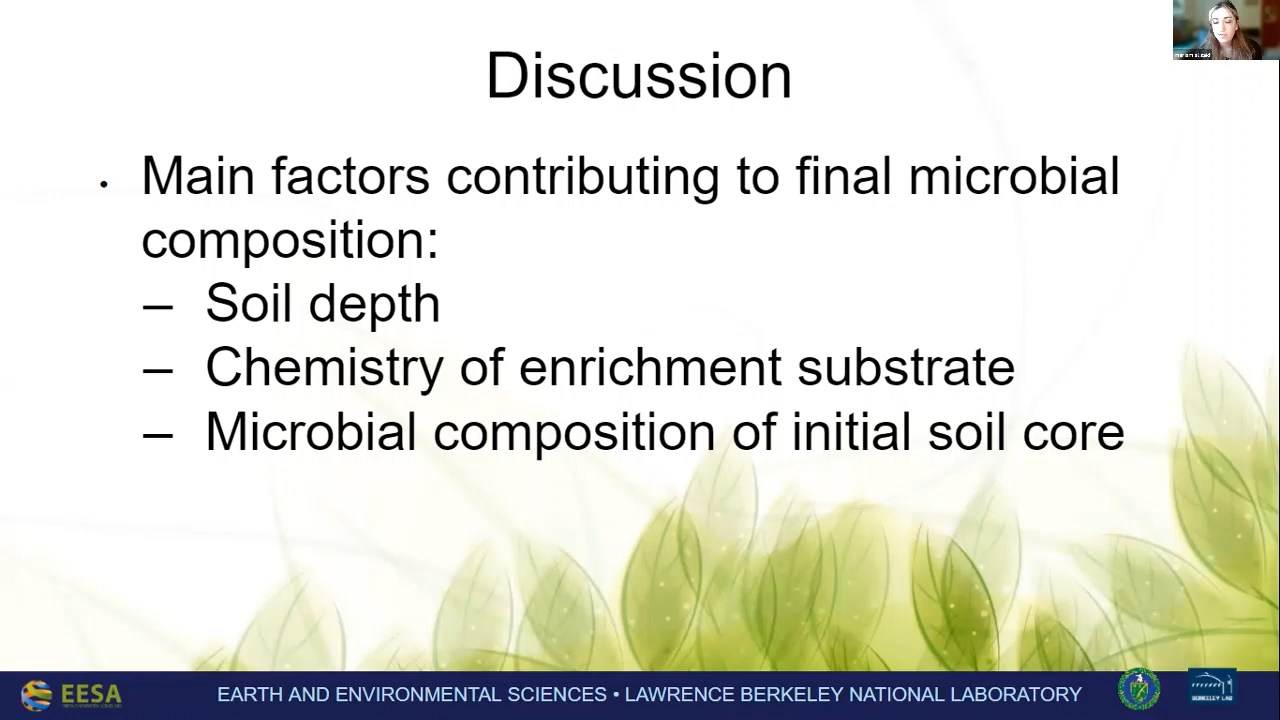 Discussion
• Main factors contributing to final microbial
composition:
– Soil depth
– Chemistry of enrichment substrate
– Microbial composition of initial soil core
EESA
EARTH AND ENVIRONMENTAL SCIENCES • LAWRENCE BERKELEY NATIONAL LABORATORY
BERKELEY LAB